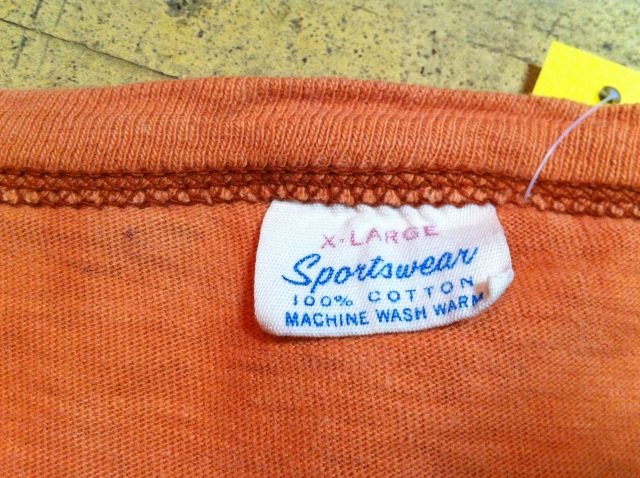 X-LARGE
Sportswear
100% COTTON
MACHINE WASH WARM